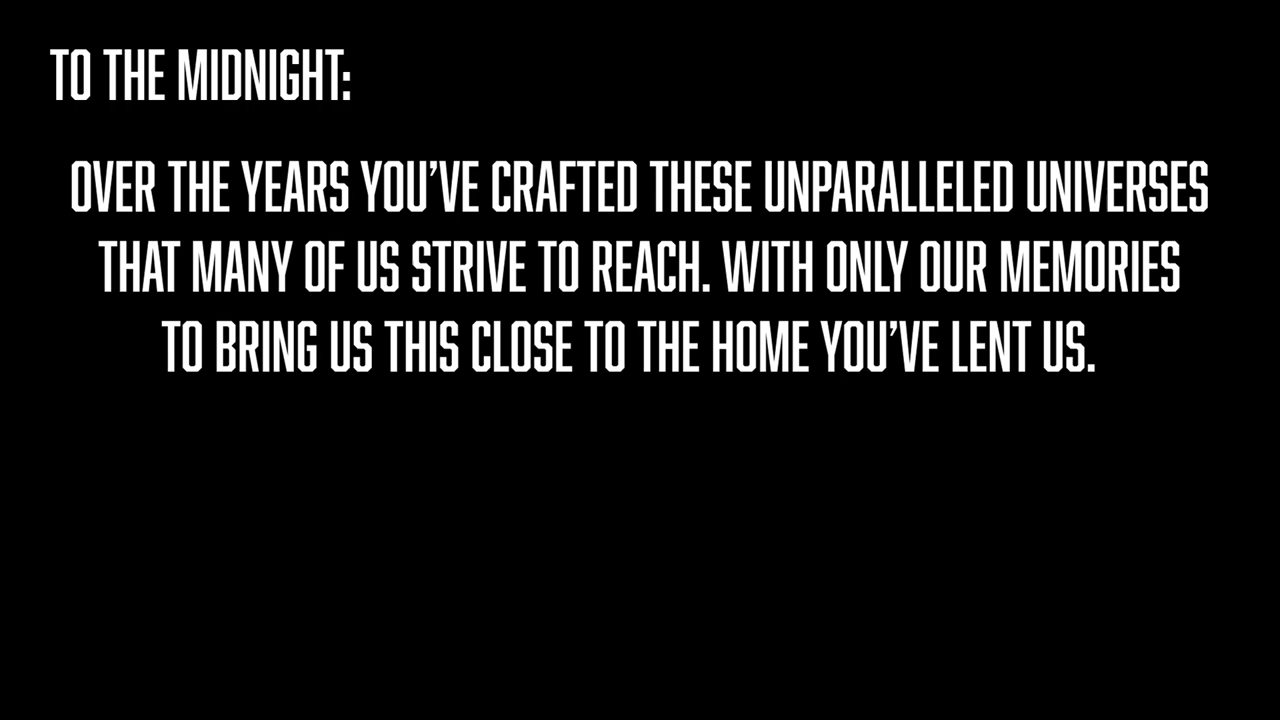 TO THE MIDNIGHT:
OVER THE YEARS YOU'VE CRAFTED THESE UNPARALLELED UNIVERSES
THAT MANY OF US STRIVE TO REACH. WITH ONLY OUR MEMORIES
TO BRING US THIS CLOSE TO THE HOME YOU'VE LENT US.